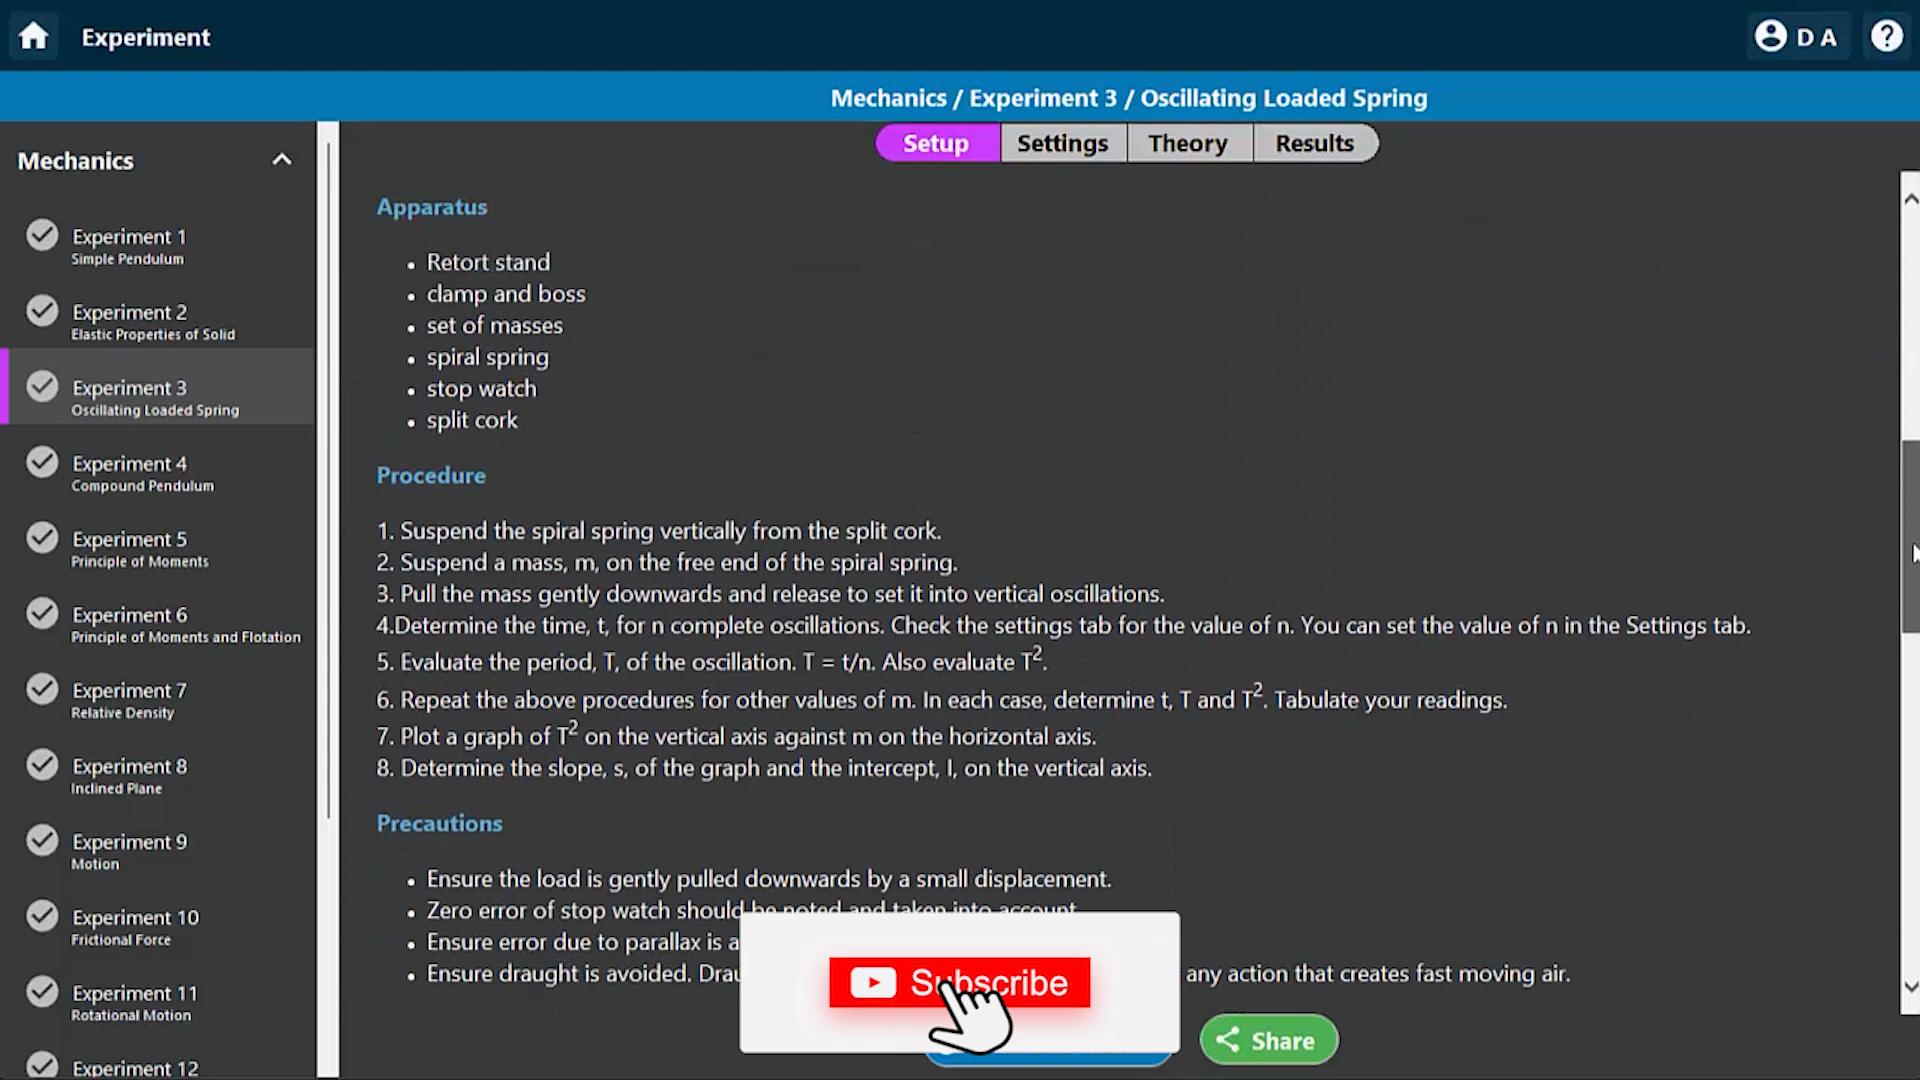 Experiment
D A
?
Mechanics / Experiment 3 / Oscillating Loaded Spring
Setup
Settings
Theory
Results
Mechanics
Experiment 1
Simple Pendulum
Experiment 2
Elastic Properties of Solid
Experiment 3
Oscillating Loaded Spring
Experiment 4
Compound Pendulum
Experiment 5
Principle of Moments
Experiment 6
Principle of Moments and Flotation
Experiment 7
Relative Density
Experiment 8
Inclined Plane
Experiment 9
Motion
Experiment 10
Frictional Force
Experiment 11
Rotational Motion
Experiment 12
Apparatus
• Retort stand
• clamp and boss
• set of masses
• spiral spring
• stop watch
• split cork
Procedure
1. Suspend the spiral spring vertically from the split cork.
2. Suspend a mass, m, on the free end of the spiral spring.
3. Pull the mass gently downwards and release to set it into vertical oscillations.
4.Determine the time, t, for n complete oscillations. Check the settings tab for the value of n. You can set the value of n in the Settings tab.
5. Evaluate the period, T, of the oscillation. T = t/n. Also evaluate T².
6. Repeat the above procedures for other values of m. In each case, determine t, T and T². Tabulate your readings.
7. Plot a graph of T² on the vertical axis against m on the horizontal axis.
8. Determine the slope, s, of the graph and the intercept, I, on the vertical axis.
Precautions
• Ensure the load is gently pulled downwards by a small displacement.
• Zero error of stop watch should be noted and taken into account.
• Ensure error due to parallax is
• Ensure draught is avoided. any action that creates fast moving air.
Subscribe
Share